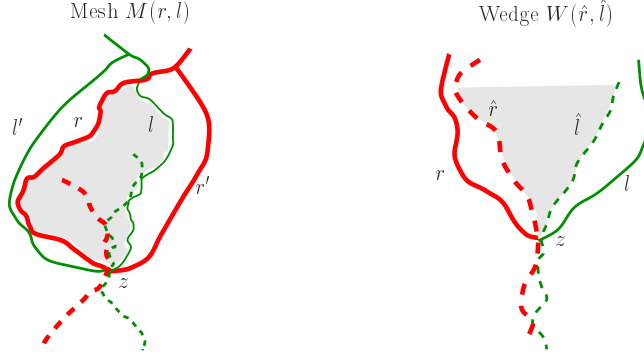 Mesh M(r, l)
Wedge W(r̂, l̂)
l′
r
l
r′
z
r̂
l̂
r
l
z